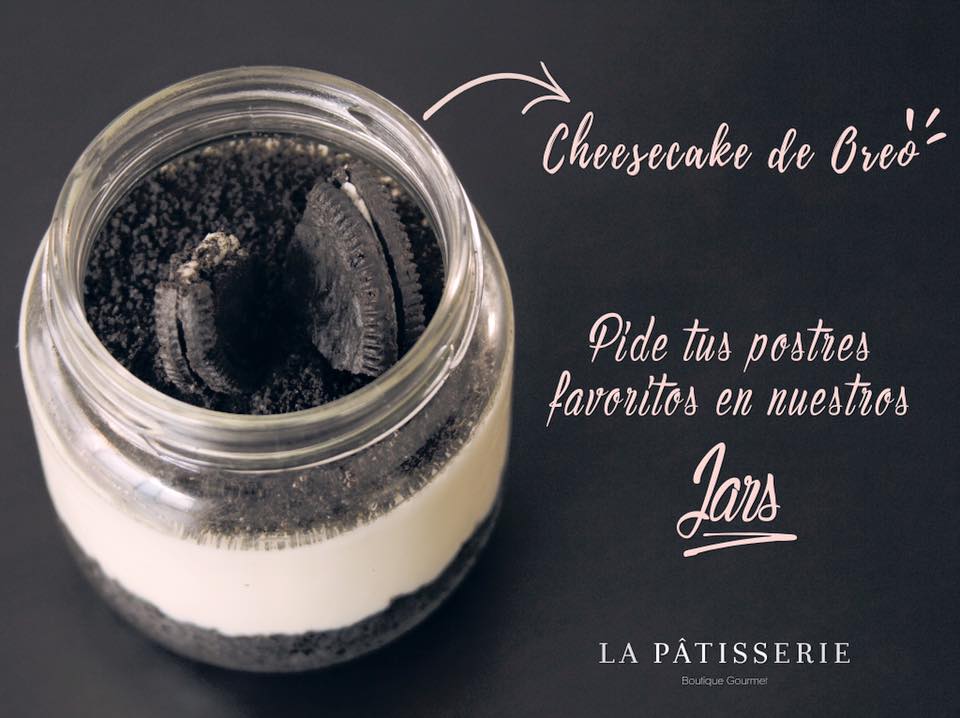 Cheesecake de Oreo
Pide tus postres
favoritos en nuestros
Jars
LA PÂTISSERIE
Boutique Gourmet